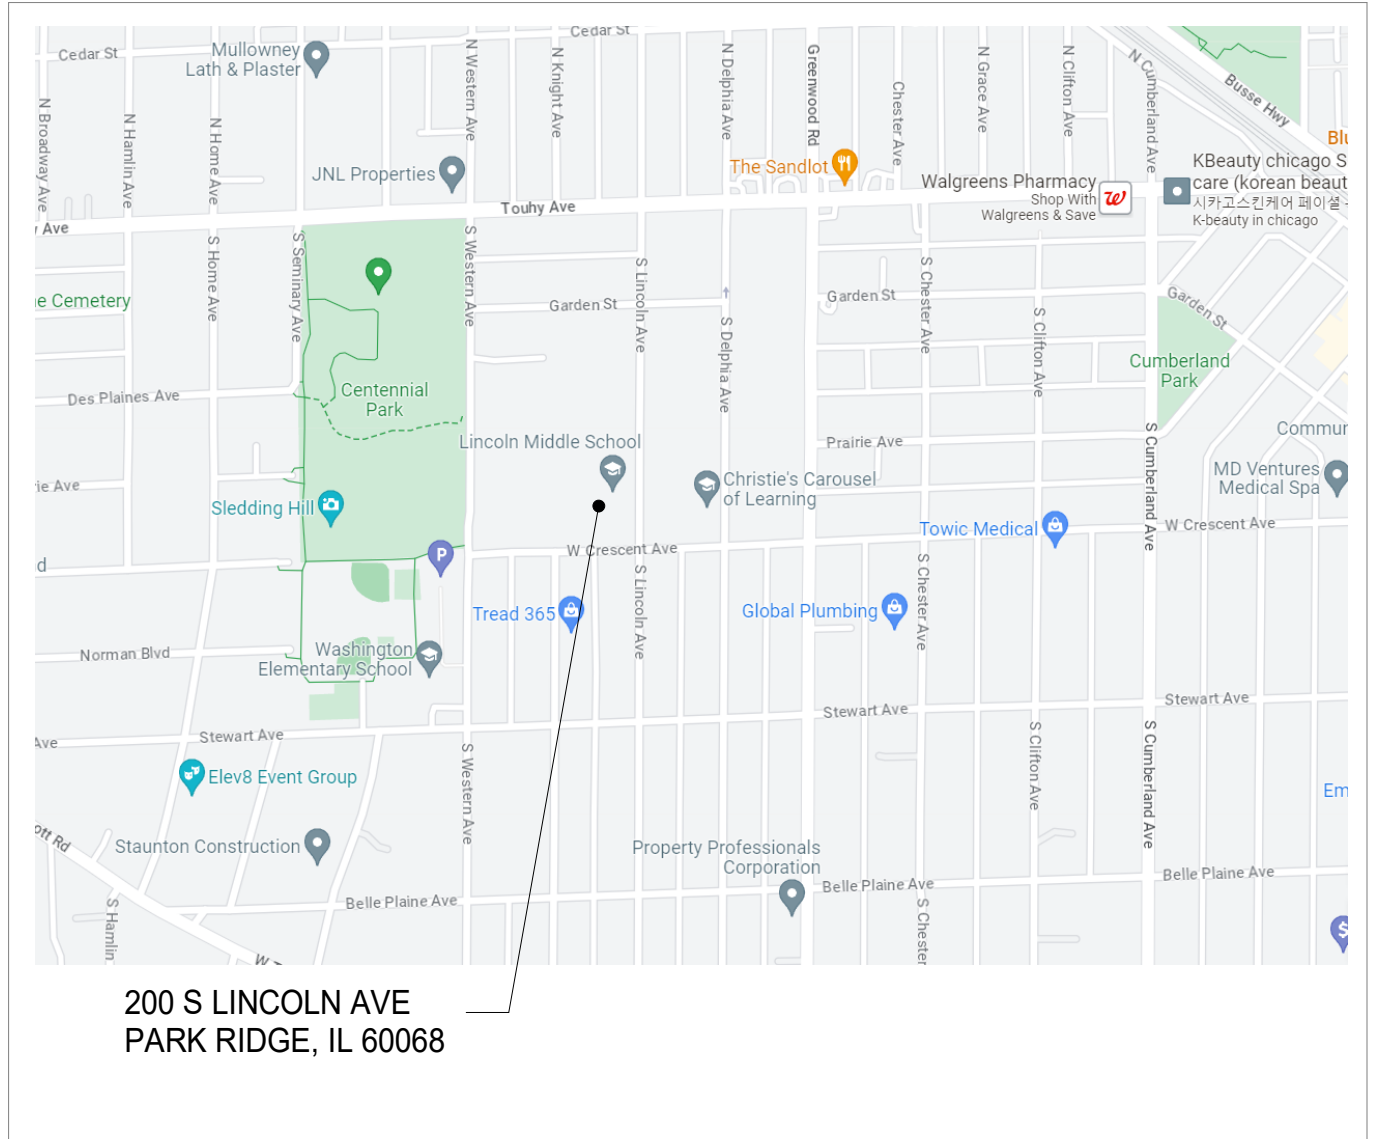 Cedar St
Cedar St
Mullowney
Lath & Plaster
N Western Ave
N Knight Ave
N Delphia Ave
Greenwood Rd
Chester Ave
N Grace Ave
N Clifton Ave
N Cumberland Ave
Busse Hwy
N Broadway Ave
N Hamlin Ave
N Home Ave
JNL Properties
The Sandlot
Walgreens Pharmacy
Shop With
Walgreens & Save
W
Blu
KBeauty chicago S
care (korean beaut
시카고스킨케어 페이셜
K-beauty in chicago
Touhy Ave
y Ave
S Home Ave
S Seminary Ave
S Western Ave
S Lincoln Ave
S Delphia Ave
S Chester Ave
S Clifton Ave
e Cemetery
Garden St
Garden St
Garden St
Cumberland
Park
Centennial
Park
Des Plaines Ave
Lincoln Middle School
Prairie Ave
S Cumberland Ave
Commun
Christie's Carousel
of Learning
MD Ventures
Medical Spa
rie Ave
Sledding Hill
Towic Medical
W Crescent Ave
P
W Crescent Ave
d
S Lincoln Ave
S Chester Ave
Tread 365
Global Plumbing
Norman Blvd
Washington
Elementary School
Stewart Ave
Stewart Ave
Stewart Ave
Ave
S Western Ave
S Clifton Ave
S Cumberland Ave
Elev8 Event Group
Em
ott Rd
Staunton Construction
Property Professionals
Corporation
Belle Plaine Ave
Belle Plaine Ave
Belle Plaine Ave
S Hamlin
S Chester
$
200 S LINCOLN AVE
PARK RIDGE, IL 60068